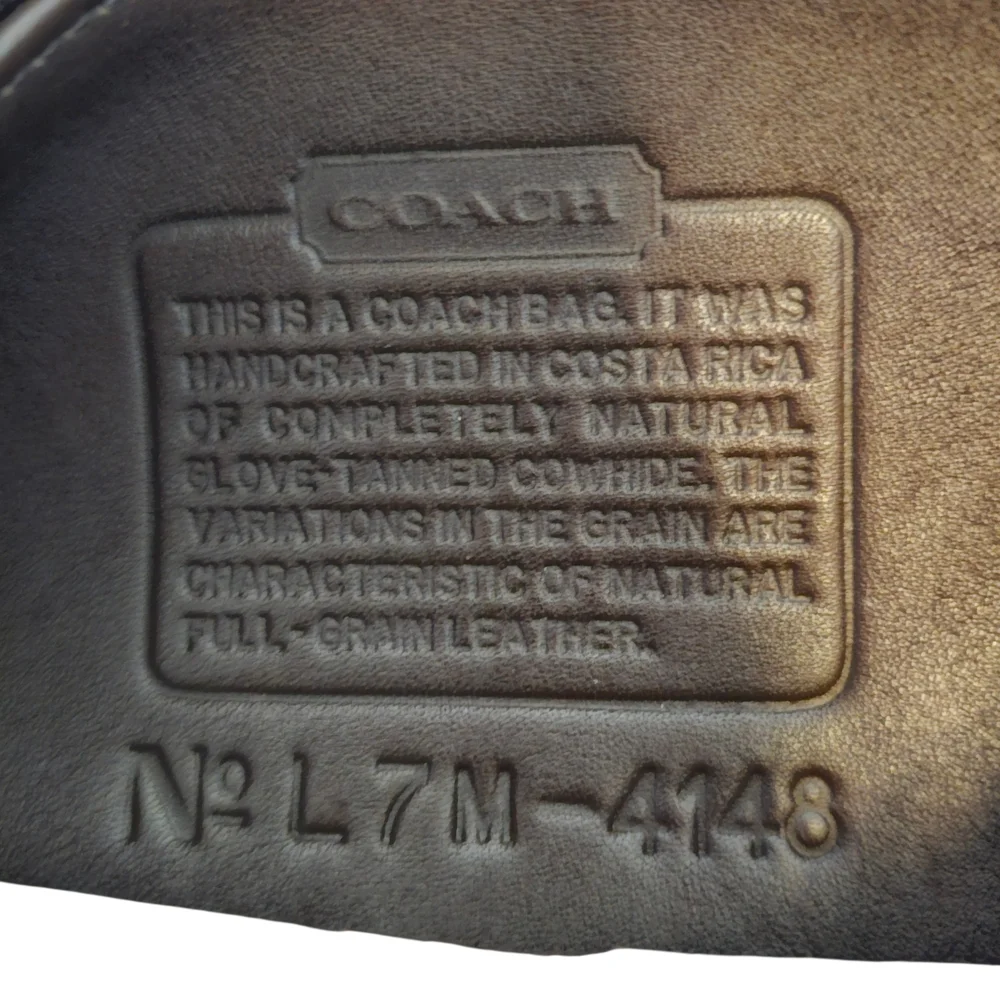 COACH
THIS IS A COACH BAG. IT WAS
HANDCRAFTED IN COSTA RICA
OF COMPLETELY NATURAL
GLOVE-TANNED COWHIDE. THE
VARIATIONS IN THE GRAIN ARE
CHARACTERISTIC OF NATURAL
FULL-GRAIN LEATHER.
Nº L7M-4148